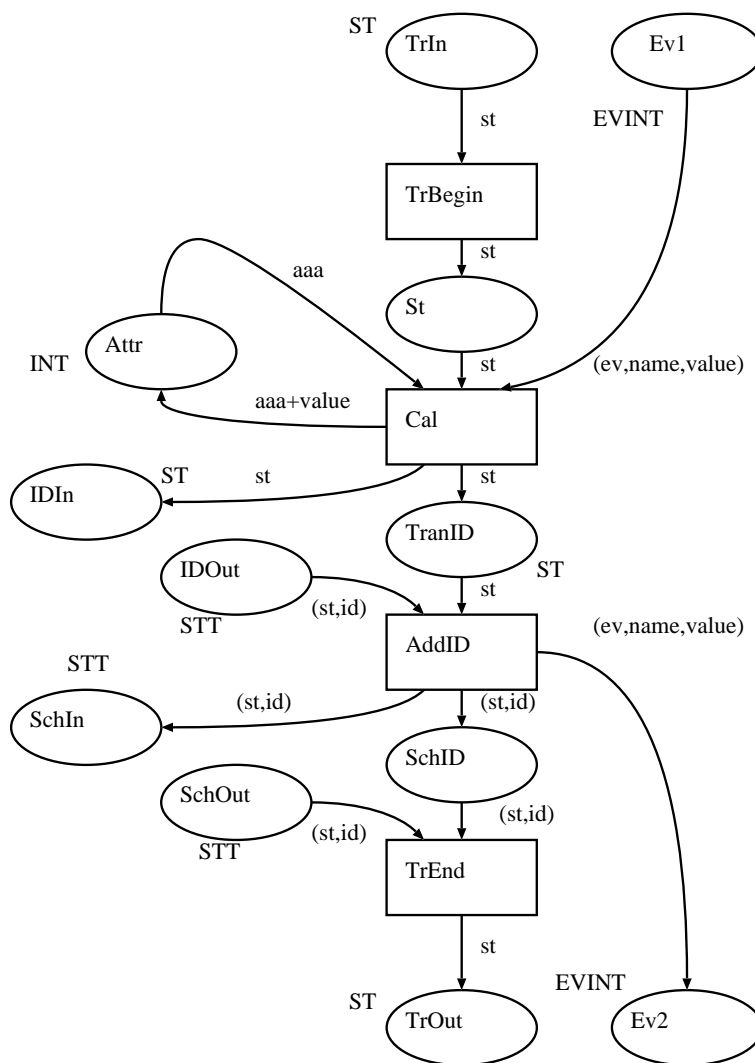 ST
TrIn
Ev1
st
EVINT
TrBegin
st
aaa
St
Attr
INT
st
(ev,name,value)
aaa+value
Cal
IDIn
ST
st
st
TranID
ST
IDOut
st
(st,id)
STT
(ev,name,value)
AddID
STT
(st,id)
(st,id)
SchIn
SchID
SchOut
(st,id)
(st,id)
STT
TrEnd
st
EVINT
ST
TrOut
Ev2